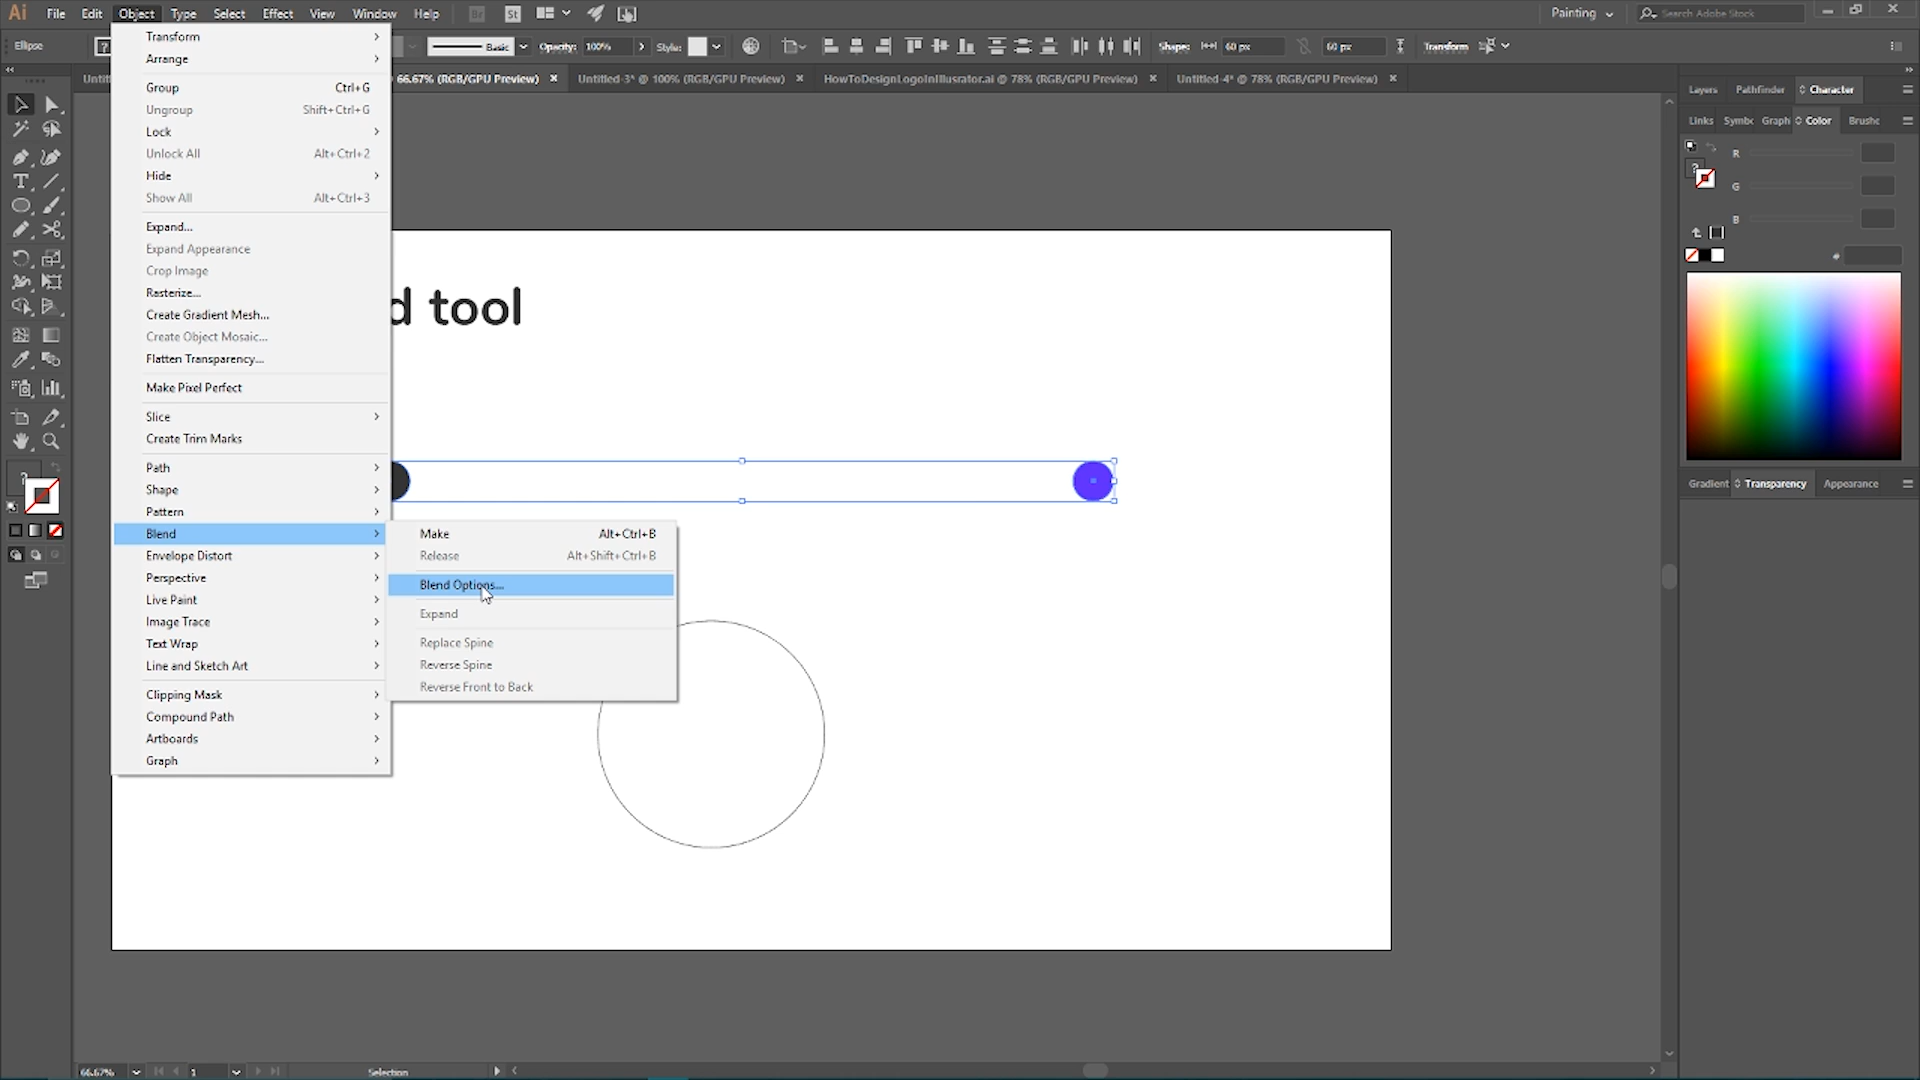 Ai File Edit Object Type Select Effect View Window Help Br St Painting Search Adobe Stock
Ellipse ? Basic Opacity: 100% Style: Shape: 60 px 60 px Transform
66.67% (RGB/GPU Preview) × Untitled-3* @ 100% (RGB/GPU Preview) × HowToDesignLogoInIllusrator.ai @ 78% (RGB/GPU Preview) × Untitled-4* @ 78% (RGB/GPU Preview) ×
Transform
Arrange
Group Ctrl+G
Ungroup Shift+Ctrl+G
Lock
Unlock All Alt+Ctrl+2
Hide
Show All Alt+Ctrl+3
Expand...
Expand Appearance
Crop Image
Rasterize...
Create Gradient Mesh...
Create Object Mosaic...
Flatten Transparency...
Make Pixel Perfect
Slice
Create Trim Marks
Path
Shape
Pattern
Blend
Envelope Distort
Perspective
Live Paint
Image Trace
Text Wrap
Line and Sketch Art
Clipping Mask
Compound Path
Artboards
Graph
Make Alt+Ctrl+B
Release Alt+Shift+Ctrl+B
Blend Options...
Expand
Replace Spine
Reverse Spine
Reverse Front to Back
d tool
Layers Pathfinder Character
Links Symbc Graph Color Brushe
R
G
B
#
Gradient Transparency Appearance
66.67% 1 Selection